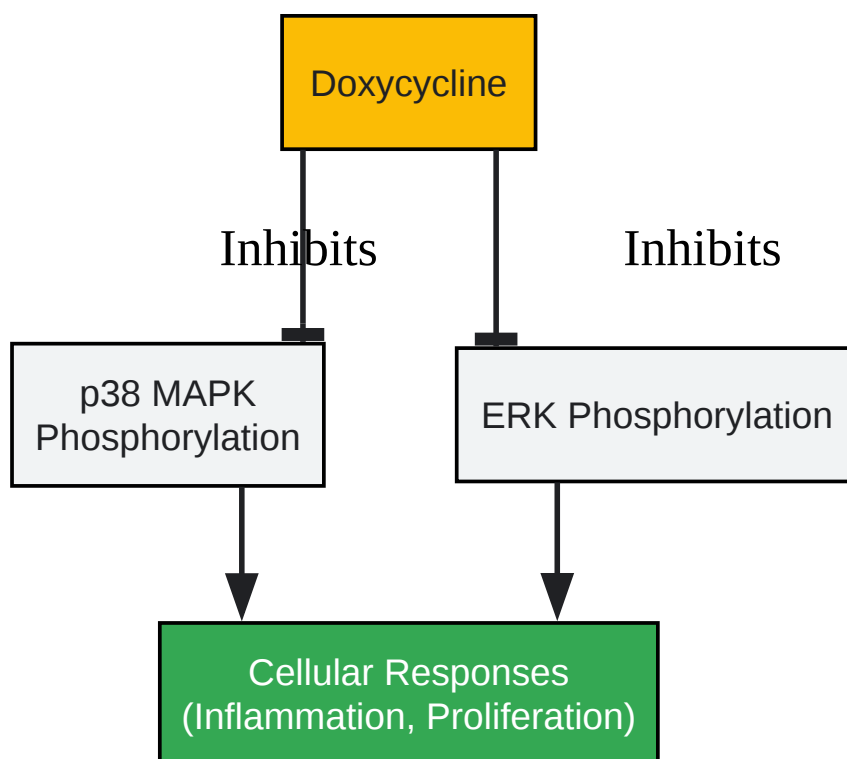 Doxycycline
Inhibits
Inhibits
p38 MAPK
Phosphorylation
ERK Phosphorylation
Cellular Responses
(Inflammation, Proliferation)